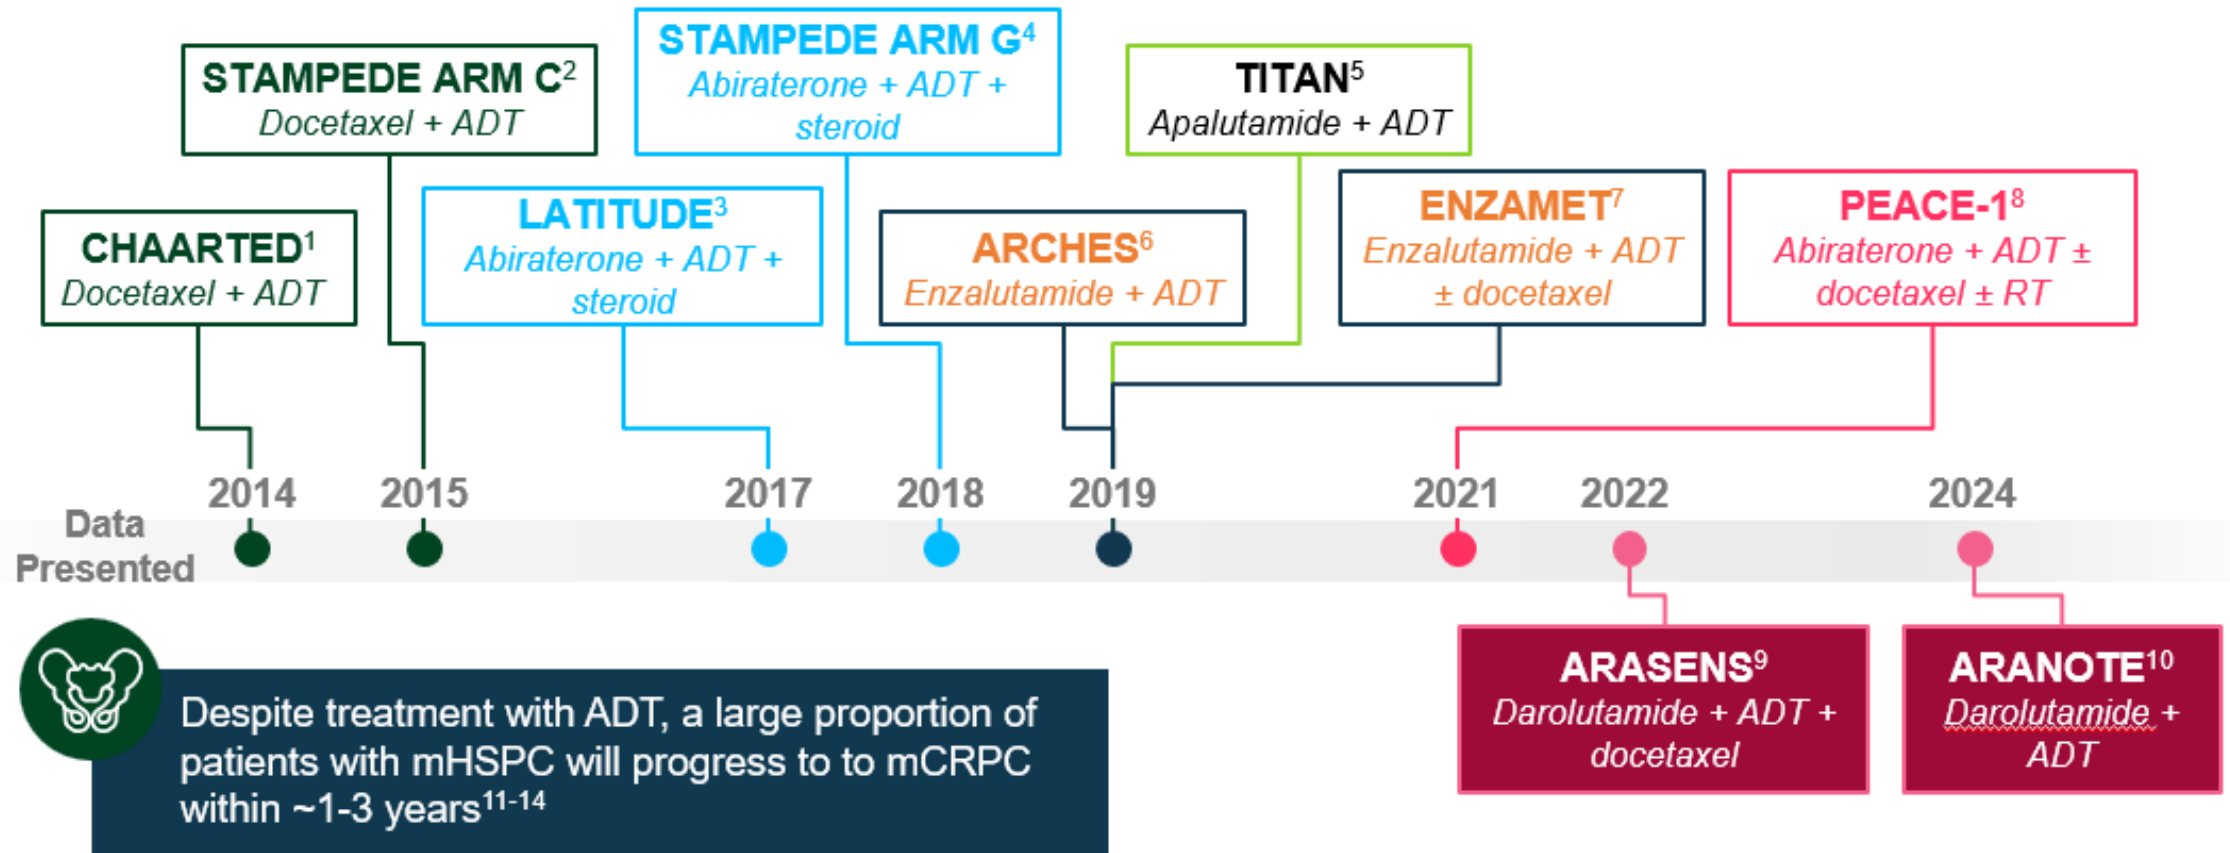 STAMPEDE ARM C²
Docetaxel + ADT
STAMPEDE ARM G⁴
Abiraterone + ADT +
steroid
TITAN⁵
Apalutamide + ADT
CHAARTED¹
Docetaxel + ADT
LATITUDE³
Abiraterone + ADT +
steroid
ARCHES⁶
Enzalutamide + ADT
ENZAMET⁷
Enzalutamide + ADT
± docetaxel
PEACE-1⁸
Abiraterone + ADT ±
docetaxel ± RT
2014 2015 2017 2018 2019 2021 2022 2024
Data
Presented
ARASENS⁹
Darolutamide + ADT +
docetaxel
ARANOTE¹⁰
Darolutamide +
ADT
Despite treatment with ADT, a large proportion of
patients with mHSPC will progress to to mCRPC
within ~1-3 years¹¹⁻¹⁴